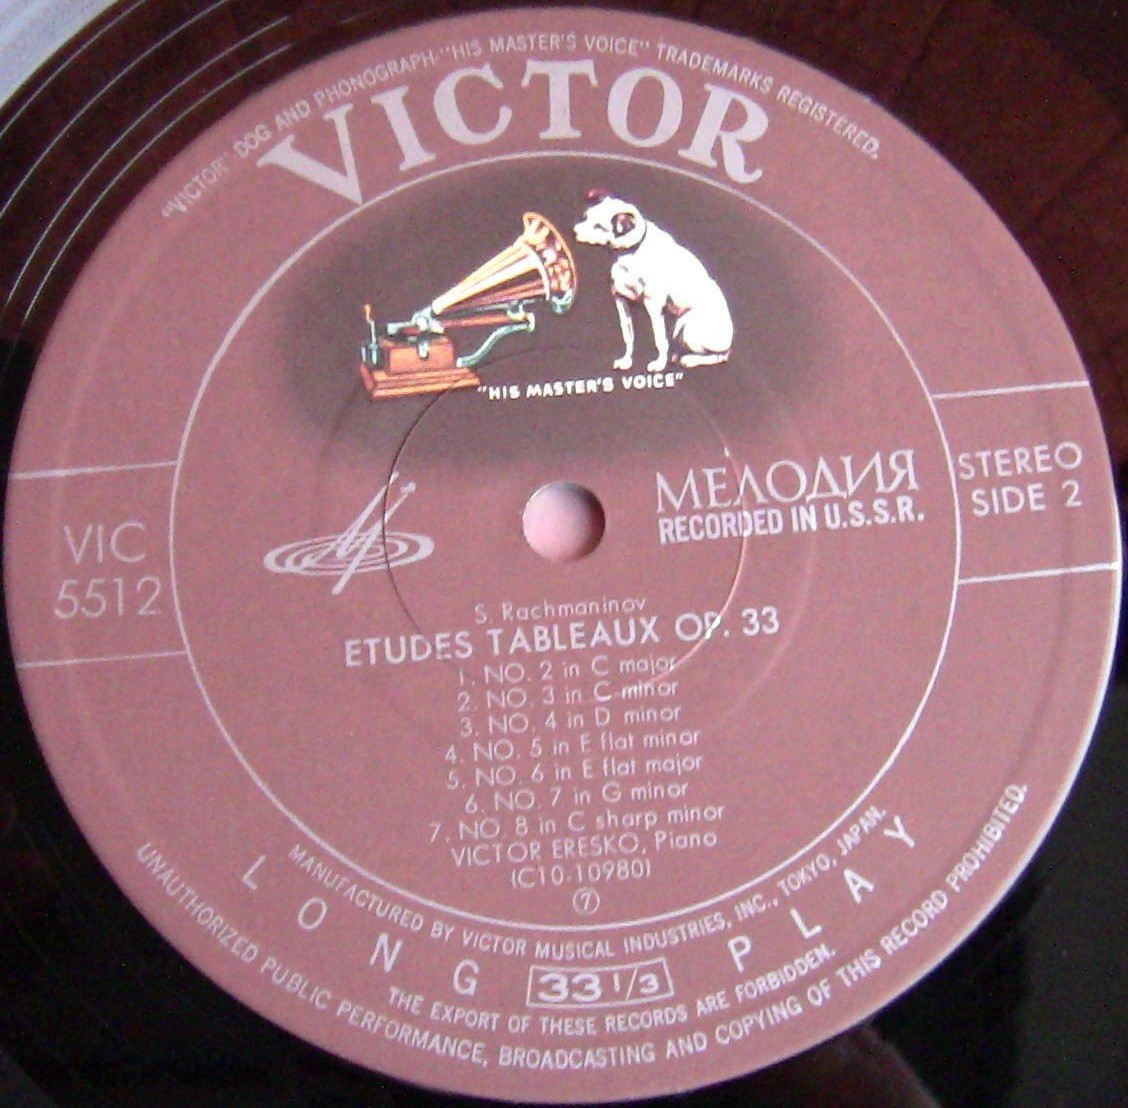 "VICTOR"-DOG AND PHONOGRAPH-"HIS MASTER'S VOICE" TRADEMARKS REGISTERED.
VICTOR
"HIS MASTER'S VOICE"
МЕЛОДИЯ
RECORDED IN U.S.S.R.
STEREO
SIDE 2
VIC
5512
S. Rachmaninov
ETUDES TABLEAUX OP. 33
1. NO. 2 in C major
2. NO. 3 in C minor
3. NO. 4 in D minor
4. NO. 5 in E flat minor
5. NO. 6 in E flat major
6. NO. 7 in G minor
7. NO. 8 in C sharp minor
VICTOR ERESKO, Piano
(C10-10980)
⑦
MANUFACTURED BY VICTOR MUSICAL INDUSTRIES, INC., TOKYO, JAPAN.
LONG PLAY
33 1/3
THE EXPORT OF THESE RECORDS ARE FORBIDDEN.
UNAUTHORIZED PUBLIC PERFORMANCE, BROADCASTING AND COPYING OF THIS RECORD PROHIBITED.